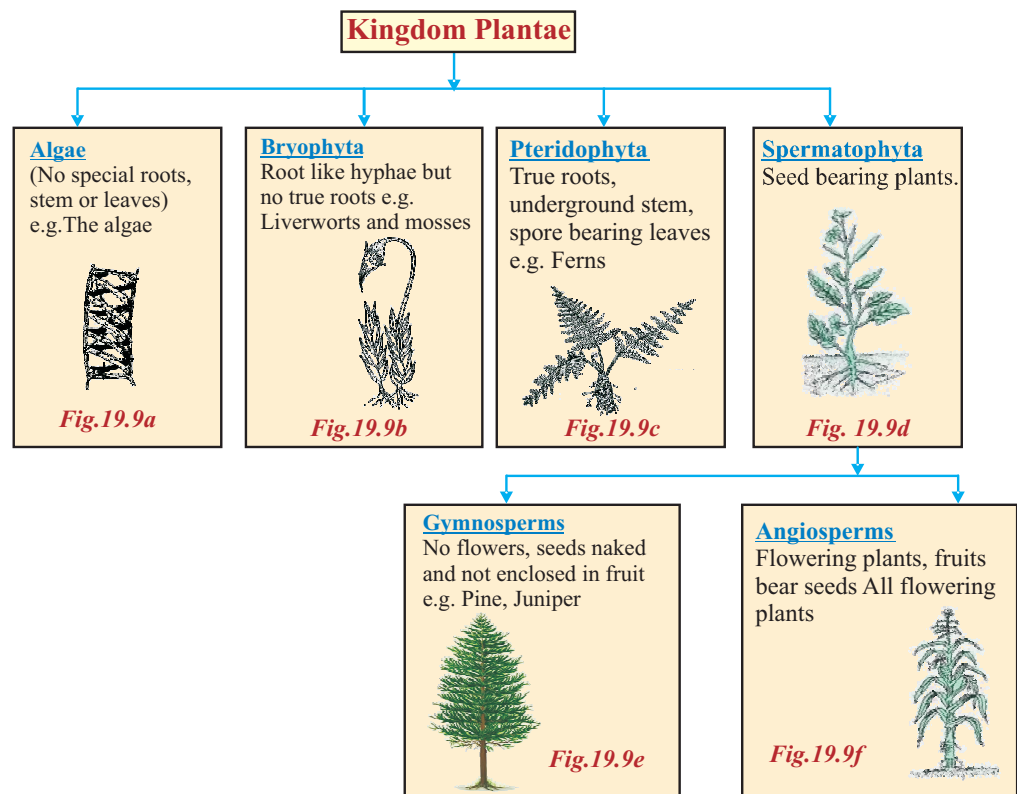 Kingdom Plantae
Algae
(No special roots,
stem or leaves)
e.g.The algae
Fig.19.9a
Bryophyta
Root like hyphae but
no true roots e.g.
Liverworts and mosses
Fig.19.9b
Pteridophyta
True roots,
underground stem,
spore bearing leaves
e.g. Ferns
Fig.19.9c
Spermatophyta
Seed bearing plants.
Fig. 19.9d
Gymnosperms
No flowers, seeds naked
and not enclosed in fruit
e.g. Pine, Juniper
Fig.19.9e
Angiosperms
Flowering plants, fruits
bear seeds All flowering
plants
Fig.19.9f